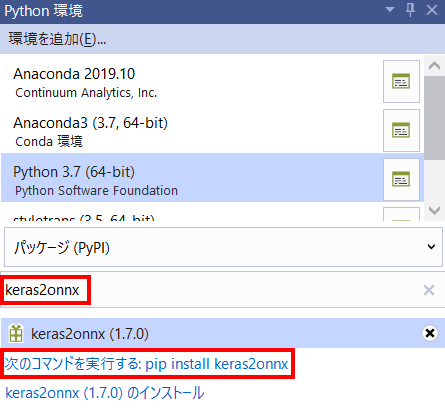 Python 環境
環境を追加(E)...
Anaconda 2019.10
Continuum Analytics, Inc.
Anaconda3 (3.7, 64-bit)
Conda 環境
Python 3.7 (64-bit)
Python Software Foundation
styletrans (3.5, 64-bit)
パッケージ (PyPI)
keras2onnx
keras2onnx (1.7.0)
次のコマンドを実行する: pip install keras2onnx
keras2onnx (1.7.0) のインストール